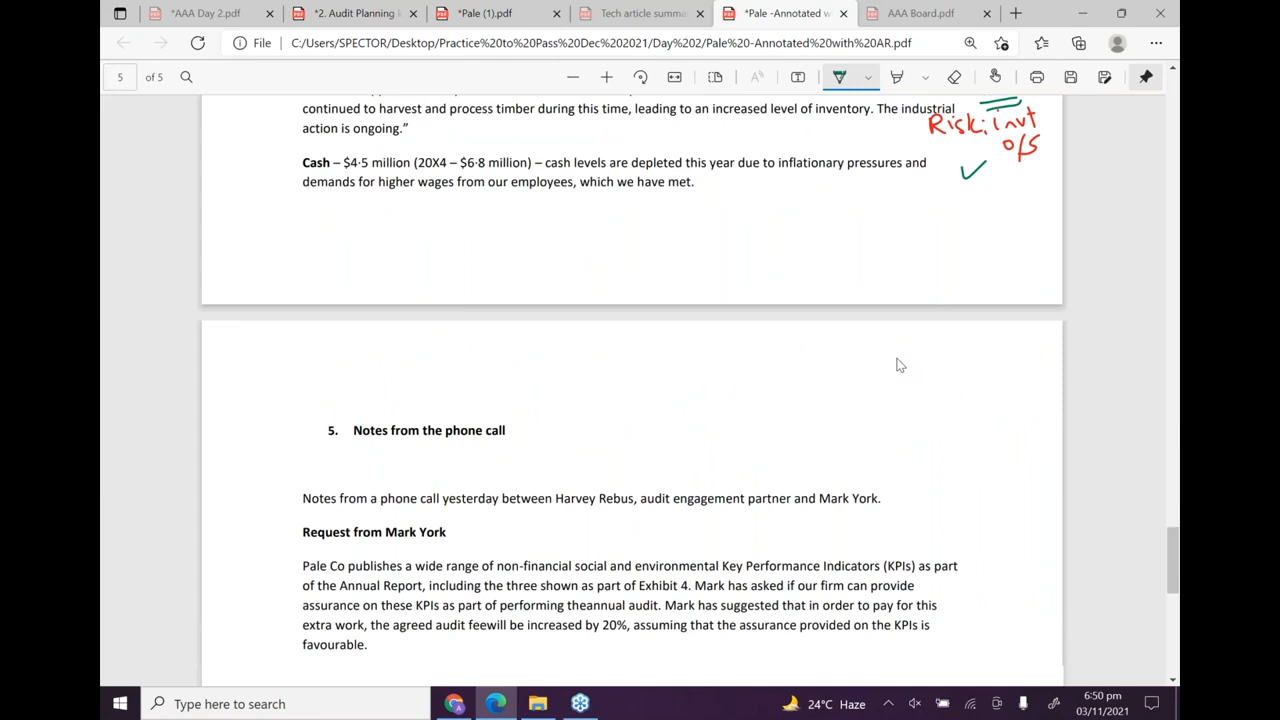 *AAA Day 2.pdf
*2. Audit Planning
*Pale (1).pdf
Tech article summa
*Pale -Annotated w
AAA Board.pdf
File
C:/Users/SPECTOR/Desktop/Practice%20to%20Pass%20Dec%202021/Day%202/Pale%20-Annotated%20with%20AR.pdf
5 of 5
continued to harvest and process timber during this time, leading to an increased level of inventory. The industrial
action is ongoing.”
Risk: invt
o/s
Cash – $4·5 million (20X4 – $6·8 million) – cash levels are depleted this year due to inflationary pressures and
demands for higher wages from our employees, which we have met.
5. Notes from the phone call
Notes from a phone call yesterday between Harvey Rebus, audit engagement partner and Mark York.
Request from Mark York
Pale Co publishes a wide range of non-financial social and environmental Key Performance Indicators (KPIs) as part
of the Annual Report, including the three shown as part of Exhibit 4. Mark has asked if our firm can provide
assurance on these KPIs as part of performing theannual audit. Mark has suggested that in order to pay for this
extra work, the agreed audit feewill be increased by 20%, assuming that the assurance provided on the KPIs is
favourable.
Type here to search
24°C Haze
6:50 pm
03/11/2021